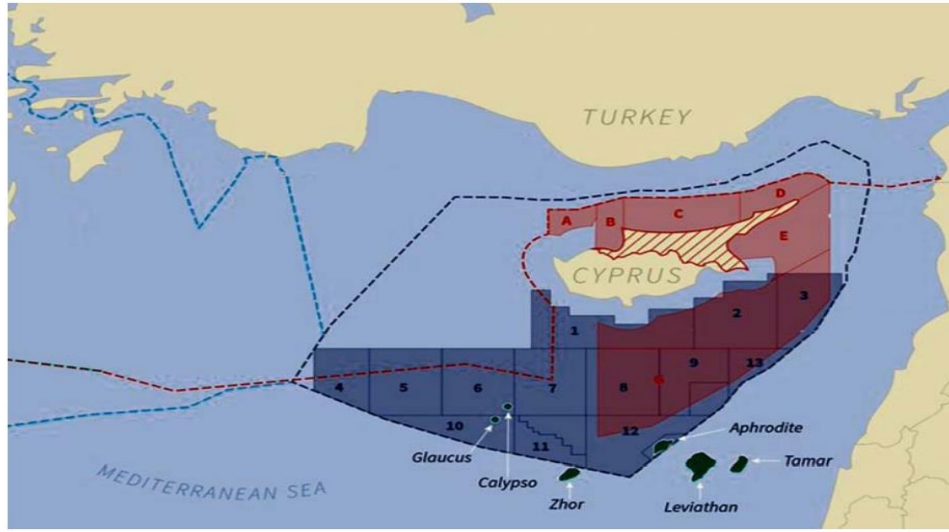 TURKEY
D
A
B
C
E
CYPRUS
3
2
1
9
13
4
5
6
7
8
G
10
12
11
Aphrodite
Glaucus
Tamar
Calypso
MEDITERRANEAN SEA
Zhor
Leviathan